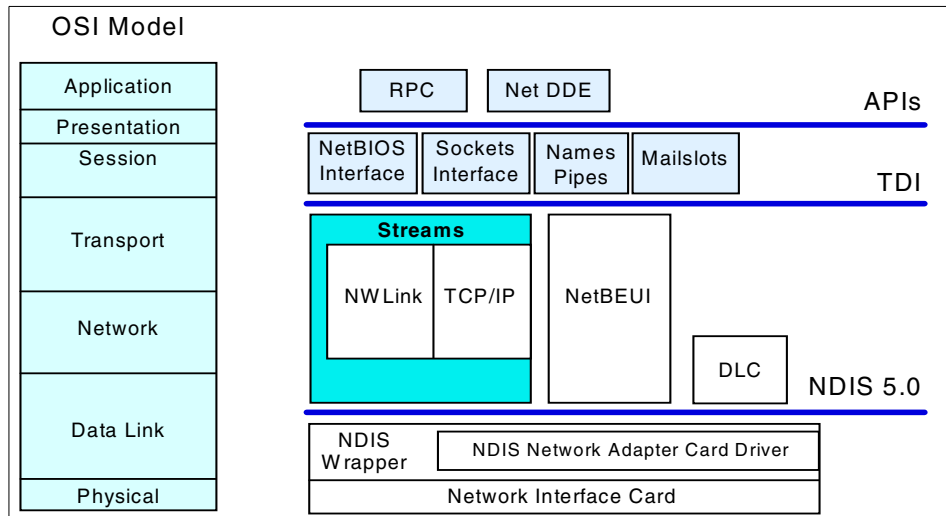 OSI Model
Application
Presentation
Session
Transport
Network
Data Link
Physical
RPC
Net DDE
APIs
NetBIOS
Interface
Sockets
Interface
Names
Pipes
Mailslots
TDI
Streams
NWLink
TCP/IP
NetBEUI
DLC
NDIS 5.0
NDIS
Wrapper
NDIS Network Adapter Card Driver
Network Interface Card